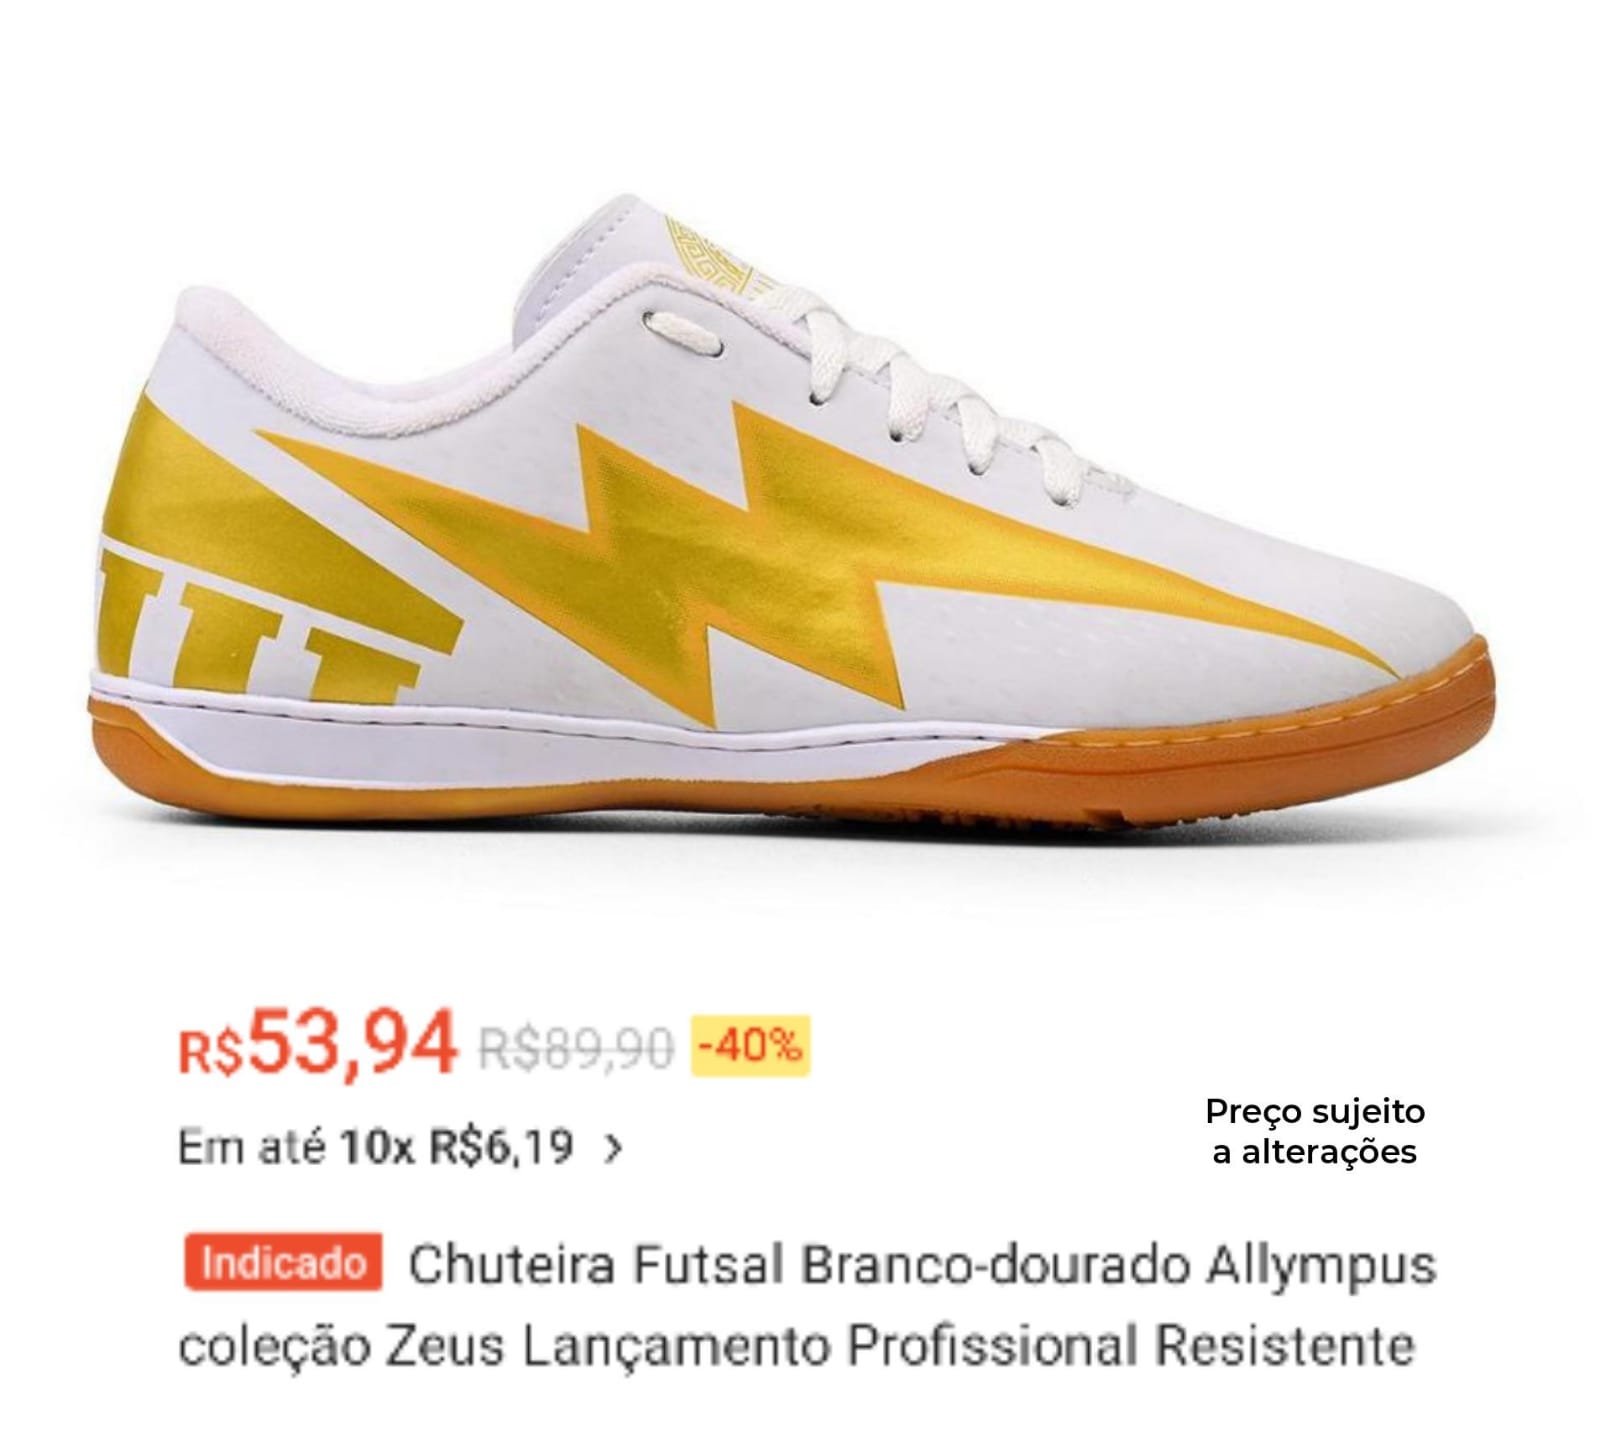 R$53,94 R$89,90 -40%
Em até 10x R$6,19 >
Preço sujeito
a alterações
Indicado Chuteira Futsal Branco-dourado Allympus
coleção Zeus Lançamento Profissional Resistente